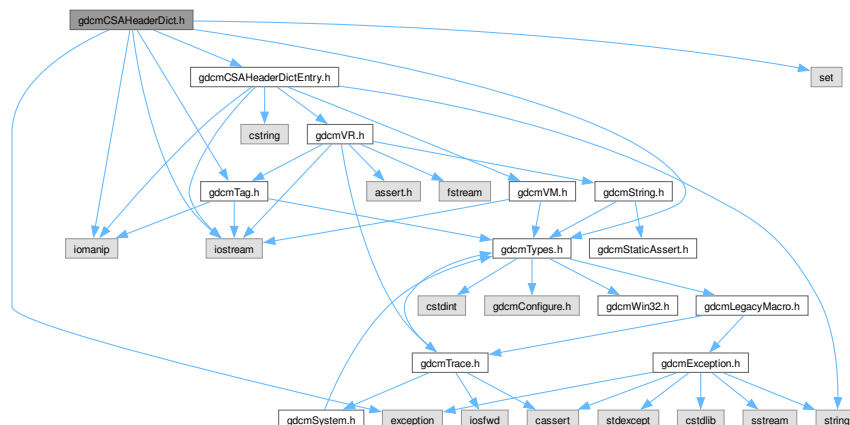 gdcmCSAHeaderDict.h
gdcmCSAHeaderDictEntry.h
set
cstring
gdcmVR.h
gdcmTag.h
assert.h
fstream
gdcmVM.h
gdcmString.h
iomanip
iostream
gdcmTypes.h
gdcmStaticAssert.h
cstdint
gdcmConfigure.h
gdcmWin32.h
gdcmLegacyMacro.h
gdcmTrace.h
gdcmException.h
gdcmSystem.h
exception
iosfwd
cassert
stdexcept
cstdlib
sstream
string